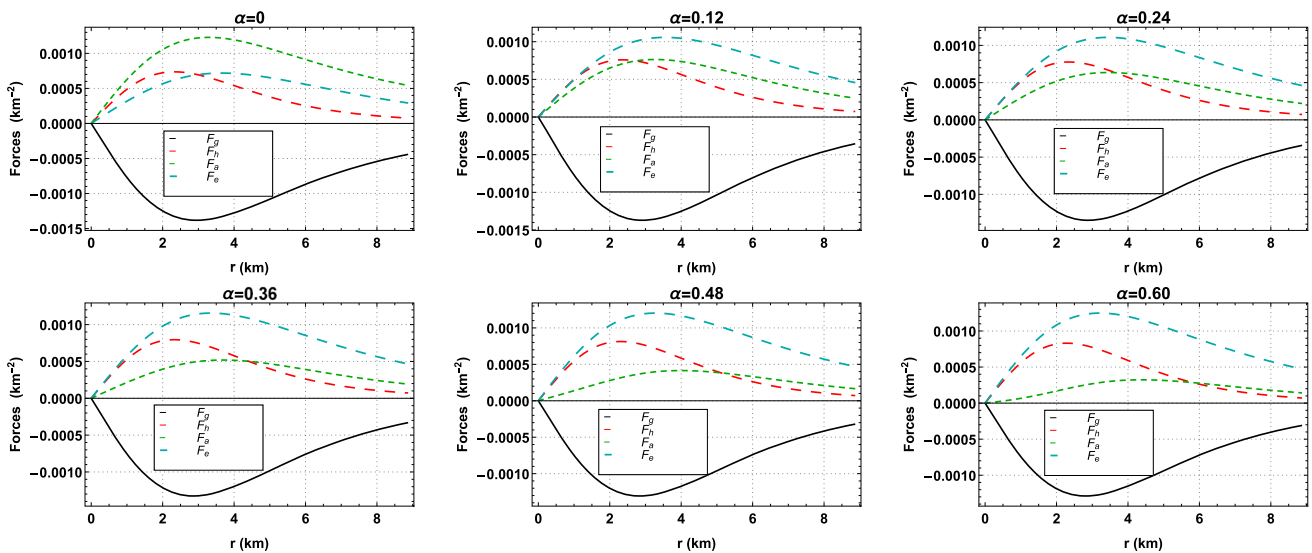 α=0
α=0.12
α=0.24
Forces (km⁻²)
0.0010
0.0005
0.0000
−0.0005
−0.0010
−0.0015
F_g
F_h
F_a
F_e
0 2 4 6 8
r (km)
Forces (km⁻²)
0.0010
0.0005
0.0000
−0.0005
−0.0010
−0.0015
F_g
F_h
F_a
F_e
0 2 4 6 8
r (km)
Forces (km⁻²)
0.0010
0.0005
0.0000
−0.0005
−0.0010
−0.0015
F_g
F_h
F_a
F_e
0 2 4 6 8
r (km)
α=0.36
α=0.48
α=0.60
Forces (km⁻²)
0.0010
0.0005
0.0000
−0.0005
−0.0010
F_g
F_h
F_a
F_e
0 2 4 6 8
r (km)
Forces (km⁻²)
0.0010
0.0005
0.0000
−0.0005
−0.0010
F_g
F_h
F_a
F_e
0 2 4 6 8
r (km)
Forces (km⁻²)
0.0010
0.0005
0.0000
−0.0005
−0.0010
F_g
F_h
F_a
F_e
0 2 4 6 8
r (km)